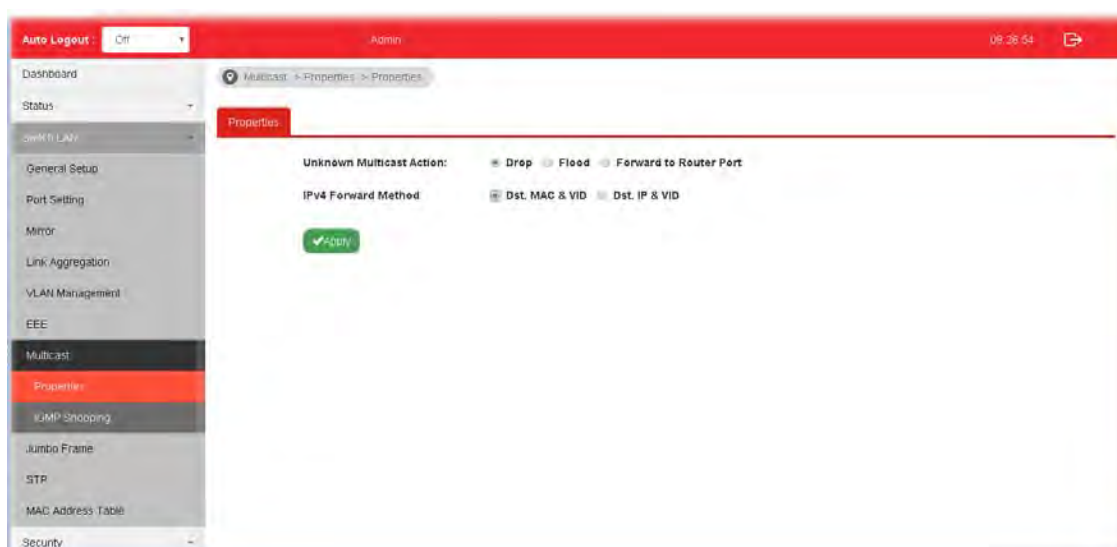 Auto Logout : Off Admin 09:26:54
Dashboard
Multicast > Properties > Properties
Status
Properties
Switch LAN
Unknown Multicast Action: Drop Flood Forward to Router Port
General Setup
IPv4 Forward Method Dst. MAC & VID Dst. IP & VID
Port Setting
Mirror
Apply
Link Aggregation
VLAN Management
EEE
Multicast
Properties
IGMP Snooping
Jumbo Frame
STP
MAC Address Table
Security